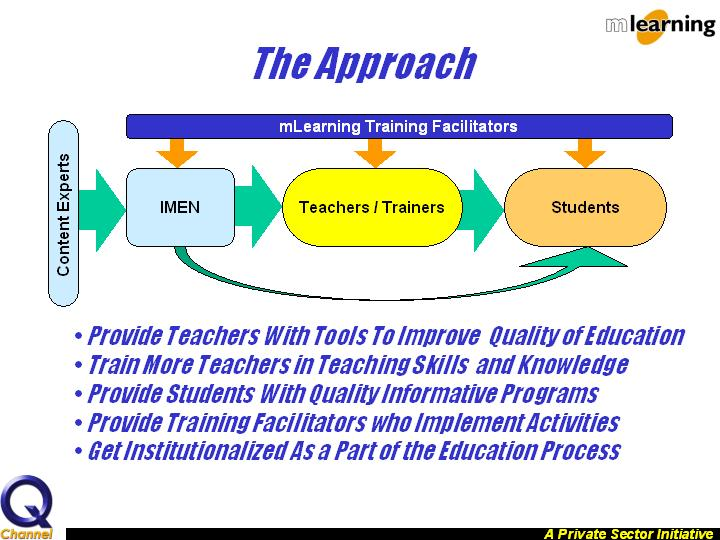 mlearning
The Approach
mLearning Training Facilitators
Content Experts
IMEN
Teachers / Trainers
Students
• Provide Teachers With Tools To Improve Quality of Education
• Train More Teachers in Teaching Skills and Knowledge
• Provide Students With Quality Informative Programs
• Provide Training Facilitators who Implement Activities
• Get Institutionalized As a Part of the Education Process
Q
Channel
A Private Sector Initiative